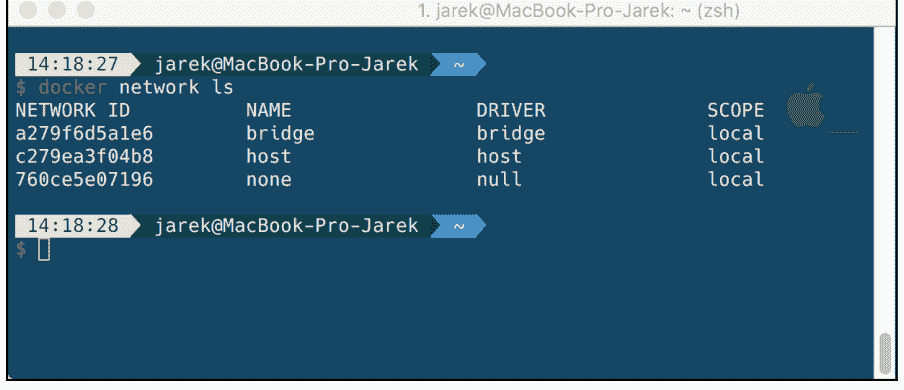 1. jarek@MacBook-Pro-Jarek: ~ (zsh)
14:18:27 jarek@MacBook-Pro-Jarek ~
$ docker network ls
NETWORK ID NAME DRIVER SCOPE
a279f6d5a1e6 bridge bridge local
c279ea3f04b8 host host local
760ce5e07196 none null local
14:18:28 jarek@MacBook-Pro-Jarek ~
$